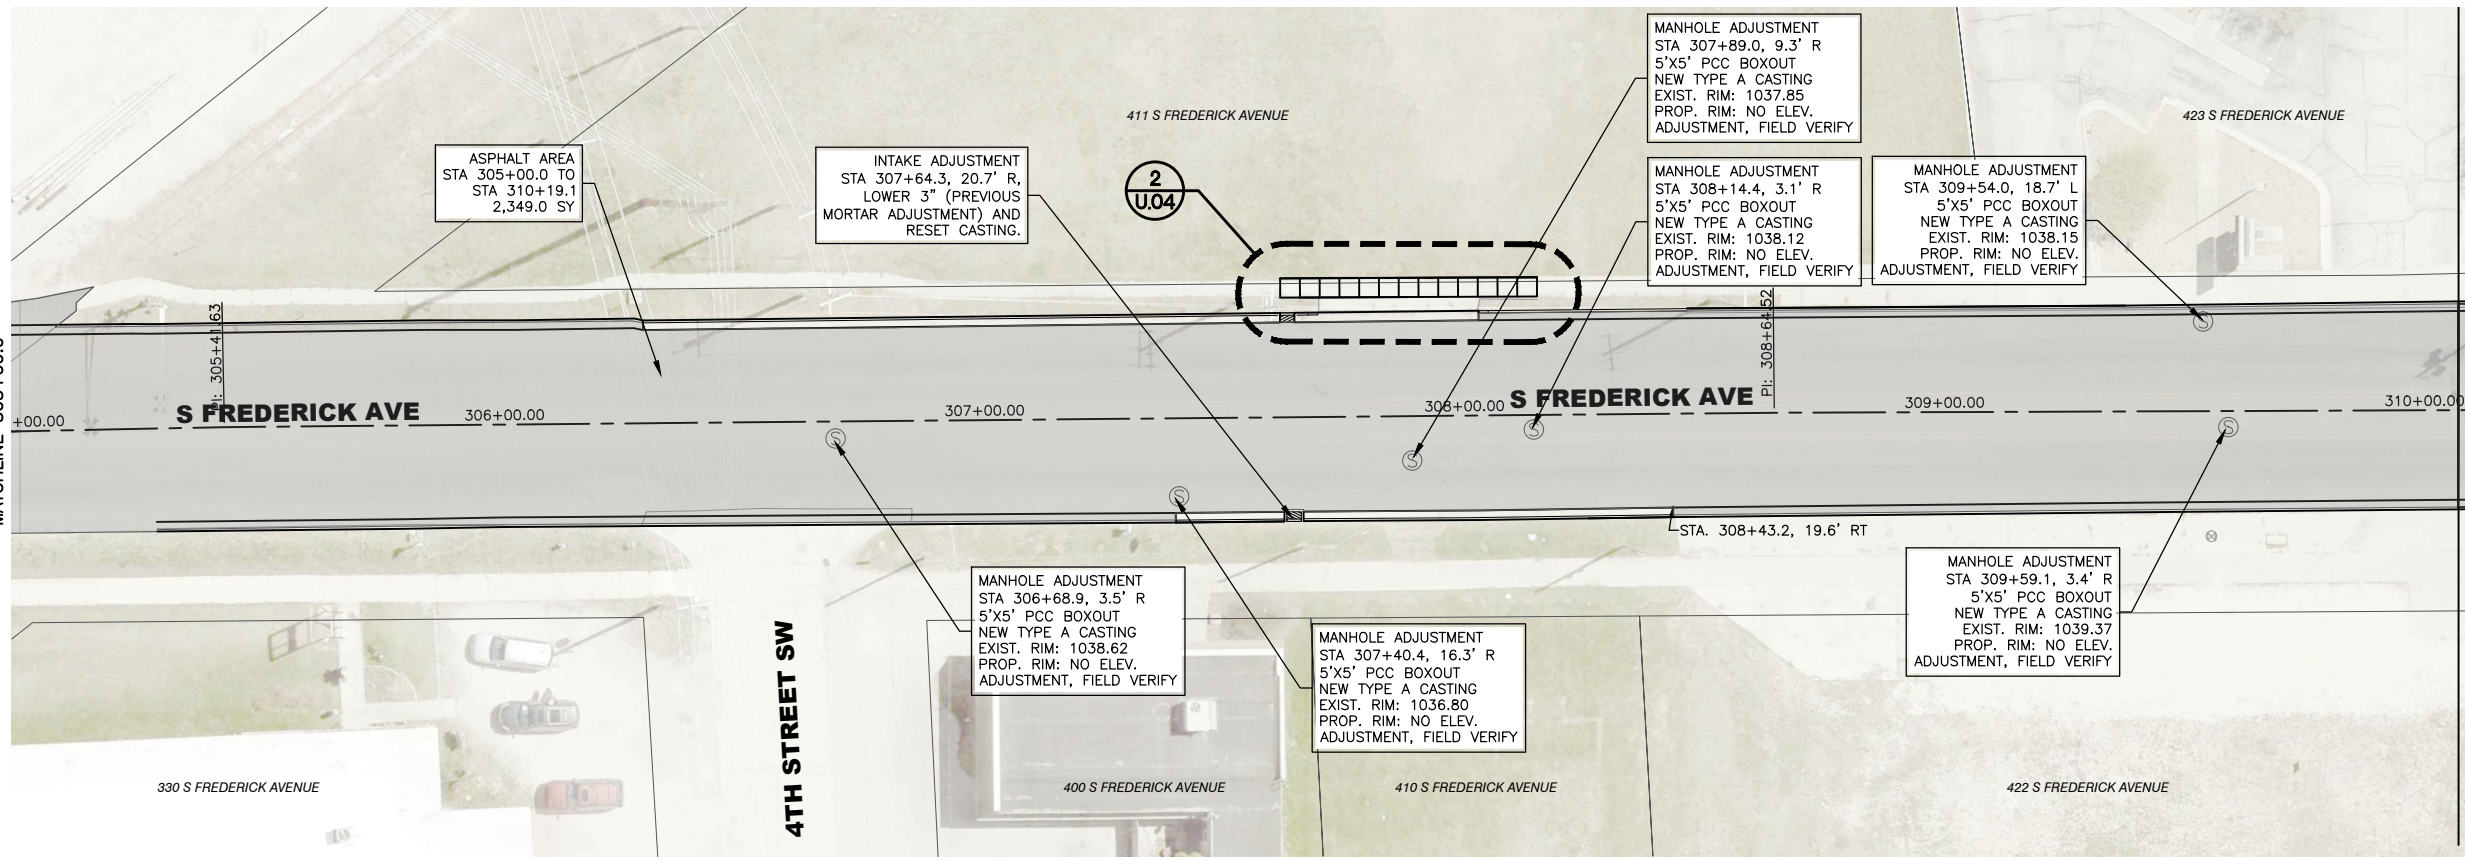 MANHOLE ADJUSTMENT
STA 307+89.0, 9.3' R
5'X5' PCC BOXOUT
NEW TYPE A CASTING
EXIST. RIM: 1037.85
PROP. RIM: NO ELEV.
ADJUSTMENT, FIELD VERIFY
411 S FREDERICK AVENUE
423 S FREDERICK AVENUE
ASPHALT AREA
STA 305+00.0 TO
STA 310+19.1
2,349.0 SY
INTAKE ADJUSTMENT
STA 307+64.3, 20.7' R,
LOWER 3" (PREVIOUS
MORTAR ADJUSTMENT) AND
RESET CASTING.
2
U.04
MANHOLE ADJUSTMENT
STA 308+14.4, 3.1' R
5'X5' PCC BOXOUT
NEW TYPE A CASTING
EXIST. RIM: 1038.12
PROP. RIM: NO ELEV.
ADJUSTMENT, FIELD VERIFY
MANHOLE ADJUSTMENT
STA 309+54.0, 18.7' L
5'X5' PCC BOXOUT
NEW TYPE A CASTING
EXIST. RIM: 1038.15
PROP. RIM: NO ELEV.
ADJUSTMENT, FIELD VERIFY
PI: 305+41.63
PI: 308+64.52
S FREDERICK AVE
S FREDERICK AVE
+00.00
306+00.00
307+00.00
308+00.00
309+00.00
310+00.00
S
S
S
S
S
S
STA. 308+43.2, 19.6' RT
MANHOLE ADJUSTMENT
STA 306+68.9, 3.5' R
5'X5' PCC BOXOUT
NEW TYPE A CASTING
EXIST. RIM: 1038.62
PROP. RIM: NO ELEV.
ADJUSTMENT, FIELD VERIFY
MANHOLE ADJUSTMENT
STA 307+40.4, 16.3' R
5'X5' PCC BOXOUT
NEW TYPE A CASTING
EXIST. RIM: 1036.80
PROP. RIM: NO ELEV.
ADJUSTMENT, FIELD VERIFY
MANHOLE ADJUSTMENT
STA 309+59.1, 3.4' R
5'X5' PCC BOXOUT
NEW TYPE A CASTING
EXIST. RIM: 1039.37
PROP. RIM: NO ELEV.
ADJUSTMENT, FIELD VERIFY
4TH STREET SW
330 S FREDERICK AVENUE
400 S FREDERICK AVENUE
410 S FREDERICK AVENUE
422 S FREDERICK AVENUE